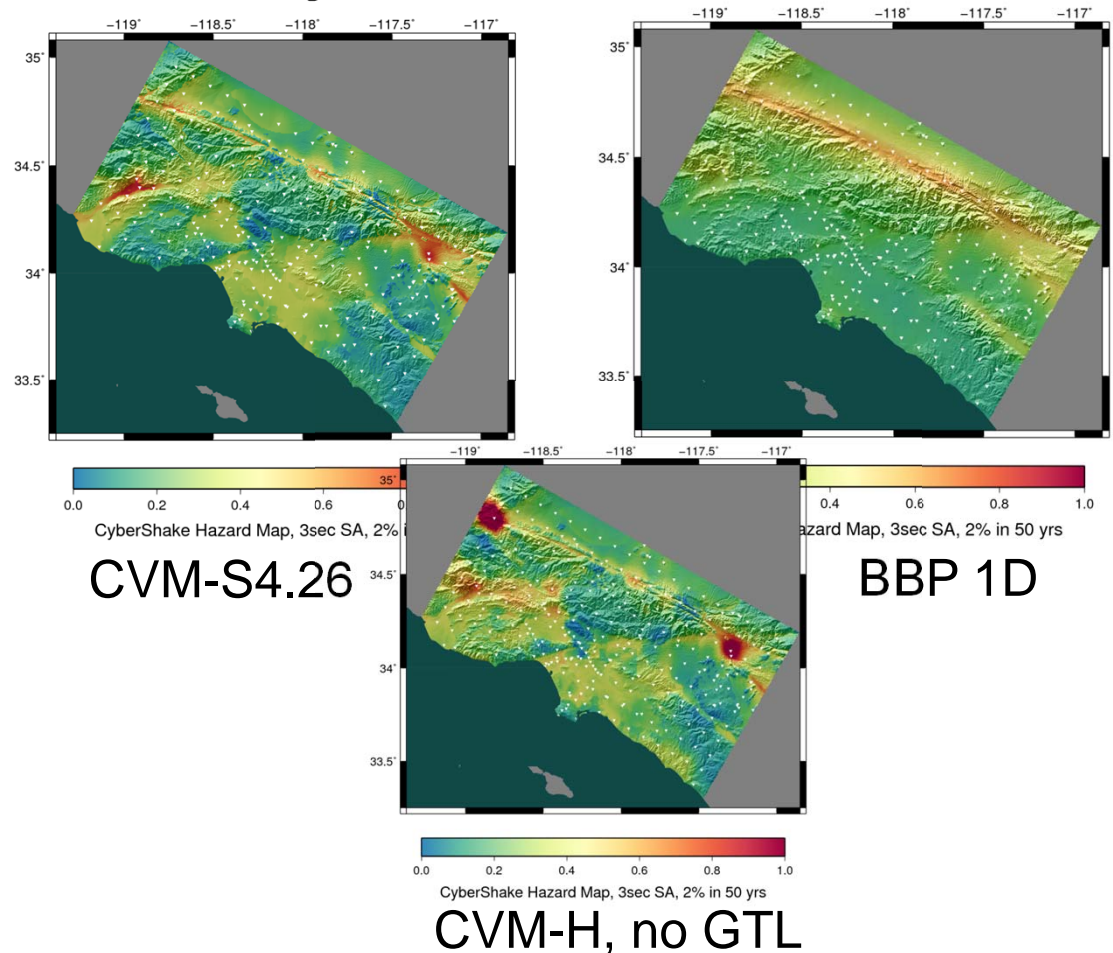 −119° −118.5° −118° −117.5° −117°
35°
34.5°
34°
33.5°
0.0 0.2 0.4 0.6 0
CyberShake Hazard Map, 3sec SA, 2% i
CVM-S4.26
−119° −118.5° −118° −117.5° −117°
35°
34.5°
34°
33.5°
0.4 0.6 0.8 1.0
azard Map, 3sec SA, 2% in 50 yrs
BBP 1D
−119° −118.5° −118° −117.5° −117°
35°
34.5°
34°
33.5°
0.0 0.2 0.4 0.6 0.8 1.0
CyberShake Hazard Map, 3sec SA, 2% in 50 yrs
CVM-H, no GTL